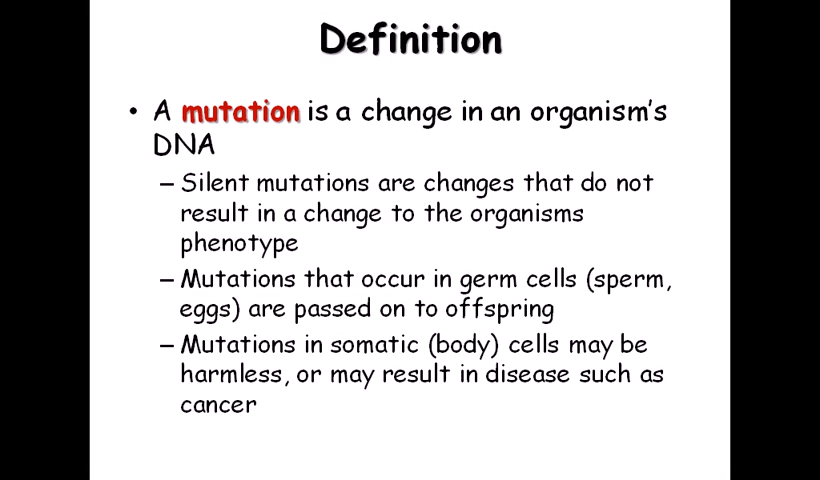 Definition
• A mutation is a change in an organism's
DNA
– Silent mutations are changes that do not
result in a change to the organisms
phenotype
– Mutations that occur in germ cells (sperm,
eggs) are passed on to offspring
– Mutations in somatic (body) cells may be
harmless, or may result in disease such as
cancer